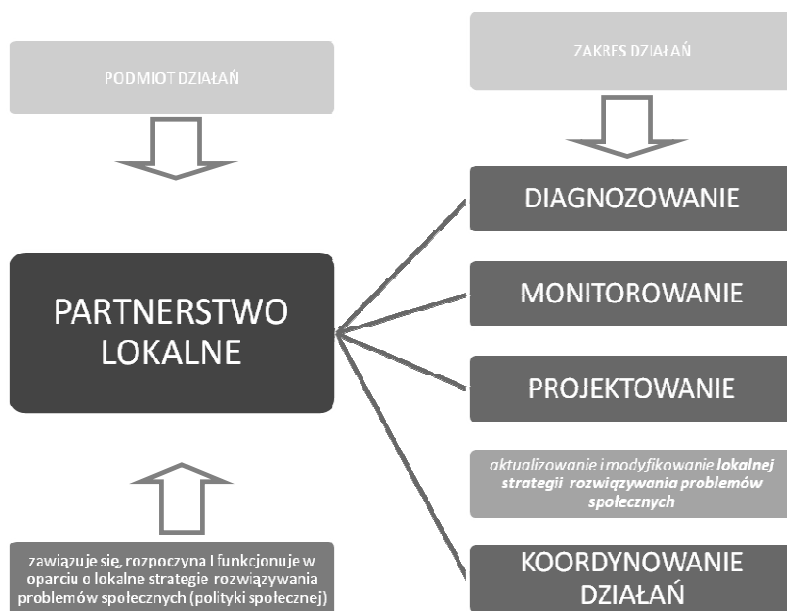 PODMIOT DZIAŁAŃ
PARTNERSTWO
LOKALNE
zawiązuje się, rozpoczyna I funkcjonuje w
oparciu o lokalne strategie rozwiązywania
problemów społecznych (polityki społecznej)
ZAKRES DZIAŁAŃ
DIAGNOZOWANIE
MONITOROWANIE
PROJEKTOWANIE
aktualizowanie i modyfikowanie lokalnej
strategii rozwiązywania problemów
społecznych
KOORDYNOWANIE
DZIAŁAŃ